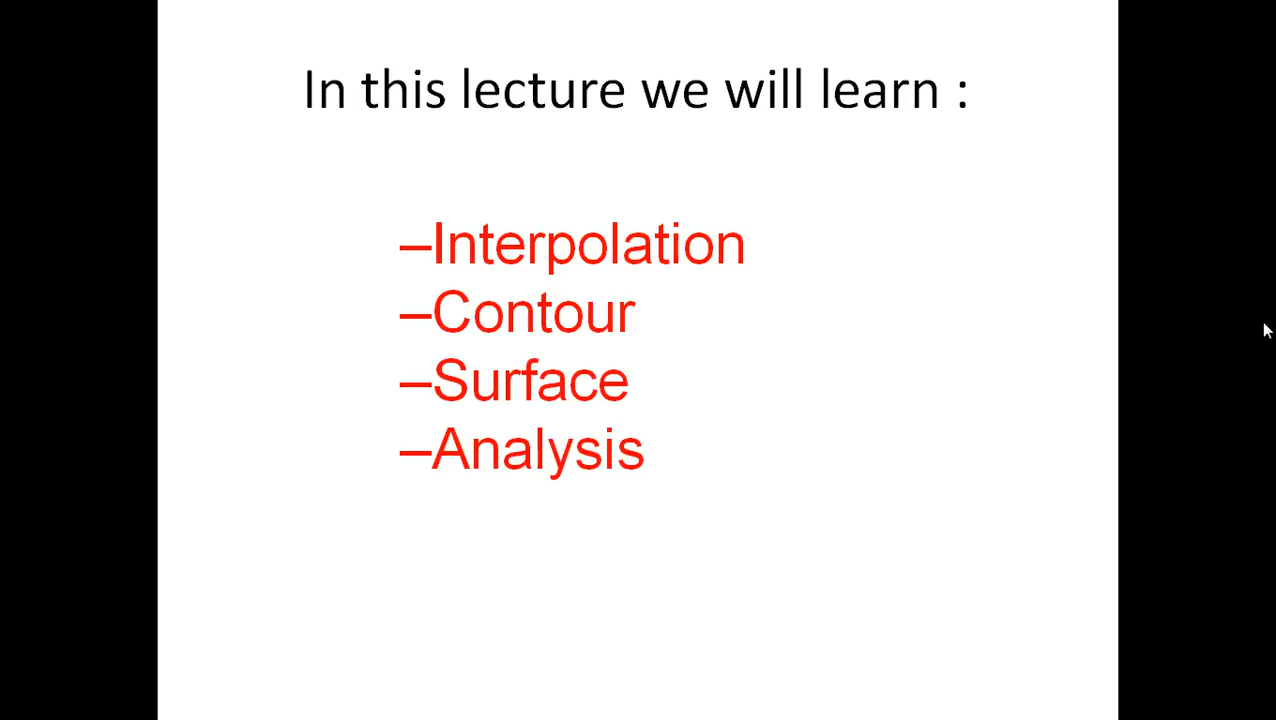 In this lecture we will learn :
–Interpolation
–Contour
–Surface
–Analysis